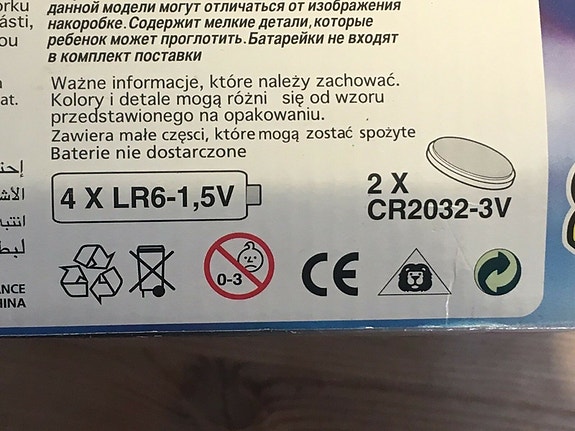 данной модели могут отличаться от изображения
накоробке.Содержит мелкие детали,которые
ребенок может проглотить.Батарейки не входят
в комплект поставки
Ważne informacje, które należy zachować.
Kolory i detale mogą różni się od wzoru
przedstawionego na opakowaniu.
Zawiera małe częsci, które mogą zostać spożyte
Baterie nie dostarczone
4 X LR6-1,5V
2 X
CR2032-3V
0-3
CE